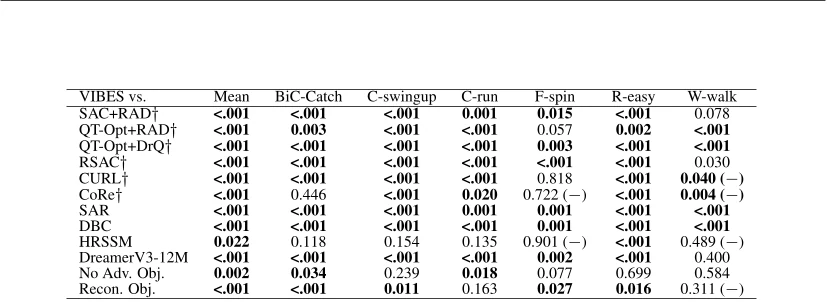 VIBES vs. Mean BiC-Catch C-swingup C-run F-spin R-easy W-walk
SAC+RAD† <.001 <.001 <.001 0.001 0.015 <.001 0.078
QT-Opt+RAD† <.001 0.003 <.001 <.001 0.057 0.002 <.001
QT-Opt+DrQ† <.001 <.001 <.001 <.001 0.003 <.001 <.001
RSAC† <.001 <.001 <.001 <.001 <.001 <.001 0.030
CURL† <.001 <.001 <.001 <.001 0.818 <.001 0.040 (−)
CoRe† <.001 0.446 <.001 0.020 0.722 (−) <.001 0.004 (−)
SAR <.001 <.001 <.001 0.001 0.001 <.001 <.001
DBC <.001 <.001 <.001 <.001 0.001 <.001 <.001
HRSSM 0.022 0.118 0.154 0.135 0.901 (−) <.001 0.489 (−)
DreamerV3-12M <.001 <.001 <.001 <.001 0.002 <.001 0.400
No Adv. Obj. 0.002 0.034 0.239 0.018 0.077 0.699 0.584
Recon. Obj. <.001 <.001 0.011 0.163 0.027 0.016 0.311 (−)